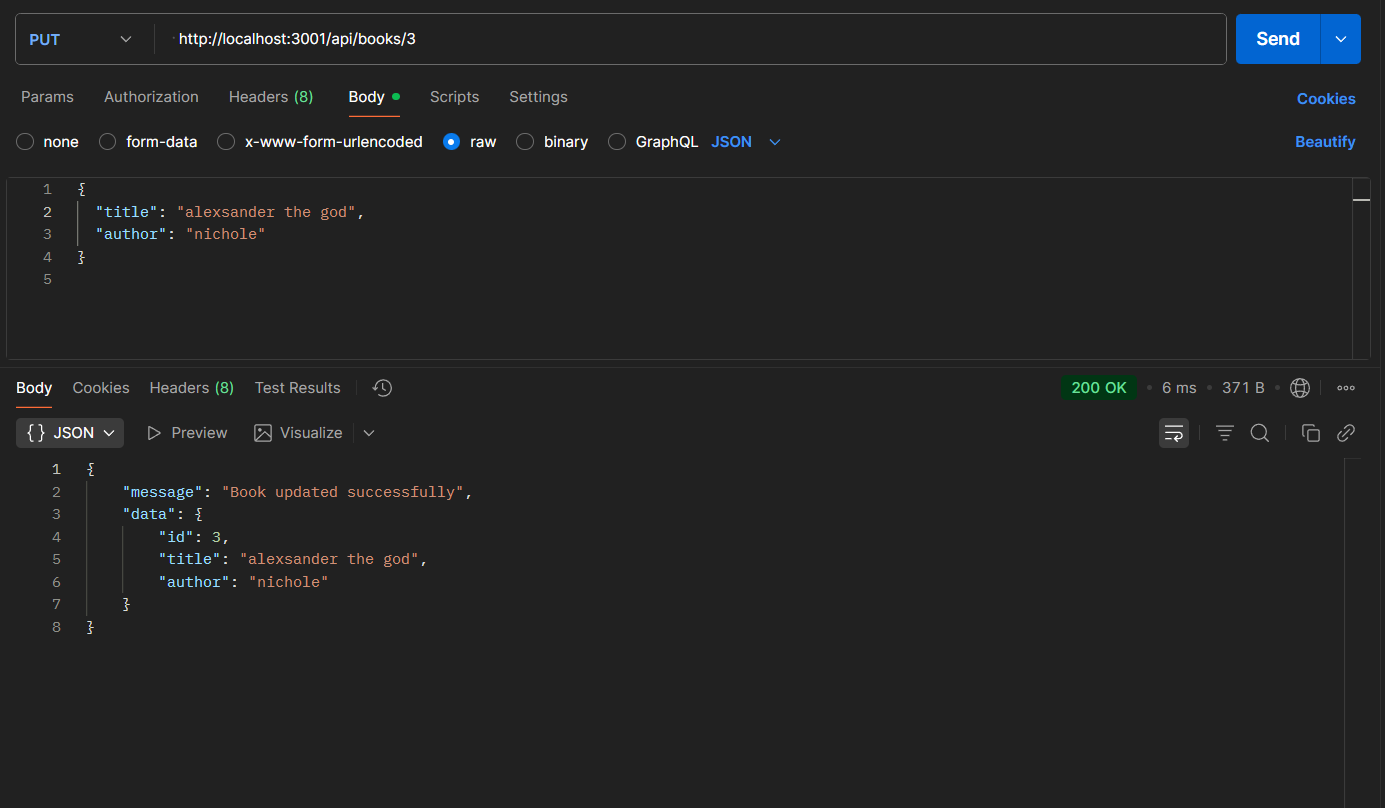 PUT http://localhost:3001/api/books/3 Send
Params Authorization Headers (8) Body Scripts Settings Cookies
none form-data x-www-form-urlencoded raw binary GraphQL JSON Beautify
1 {
2 "title": "alexsander the god",
3 "author": "nichole"
4 }
5
Body Cookies Headers (8) Test Results 200 OK • 6 ms • 371 B •
{} JSON Preview Visualize
1 {
2 "message": "Book updated successfully",
3 "data": {
4 "id": 3,
5 "title": "alexsander the god",
6 "author": "nichole"
7 }
8 }